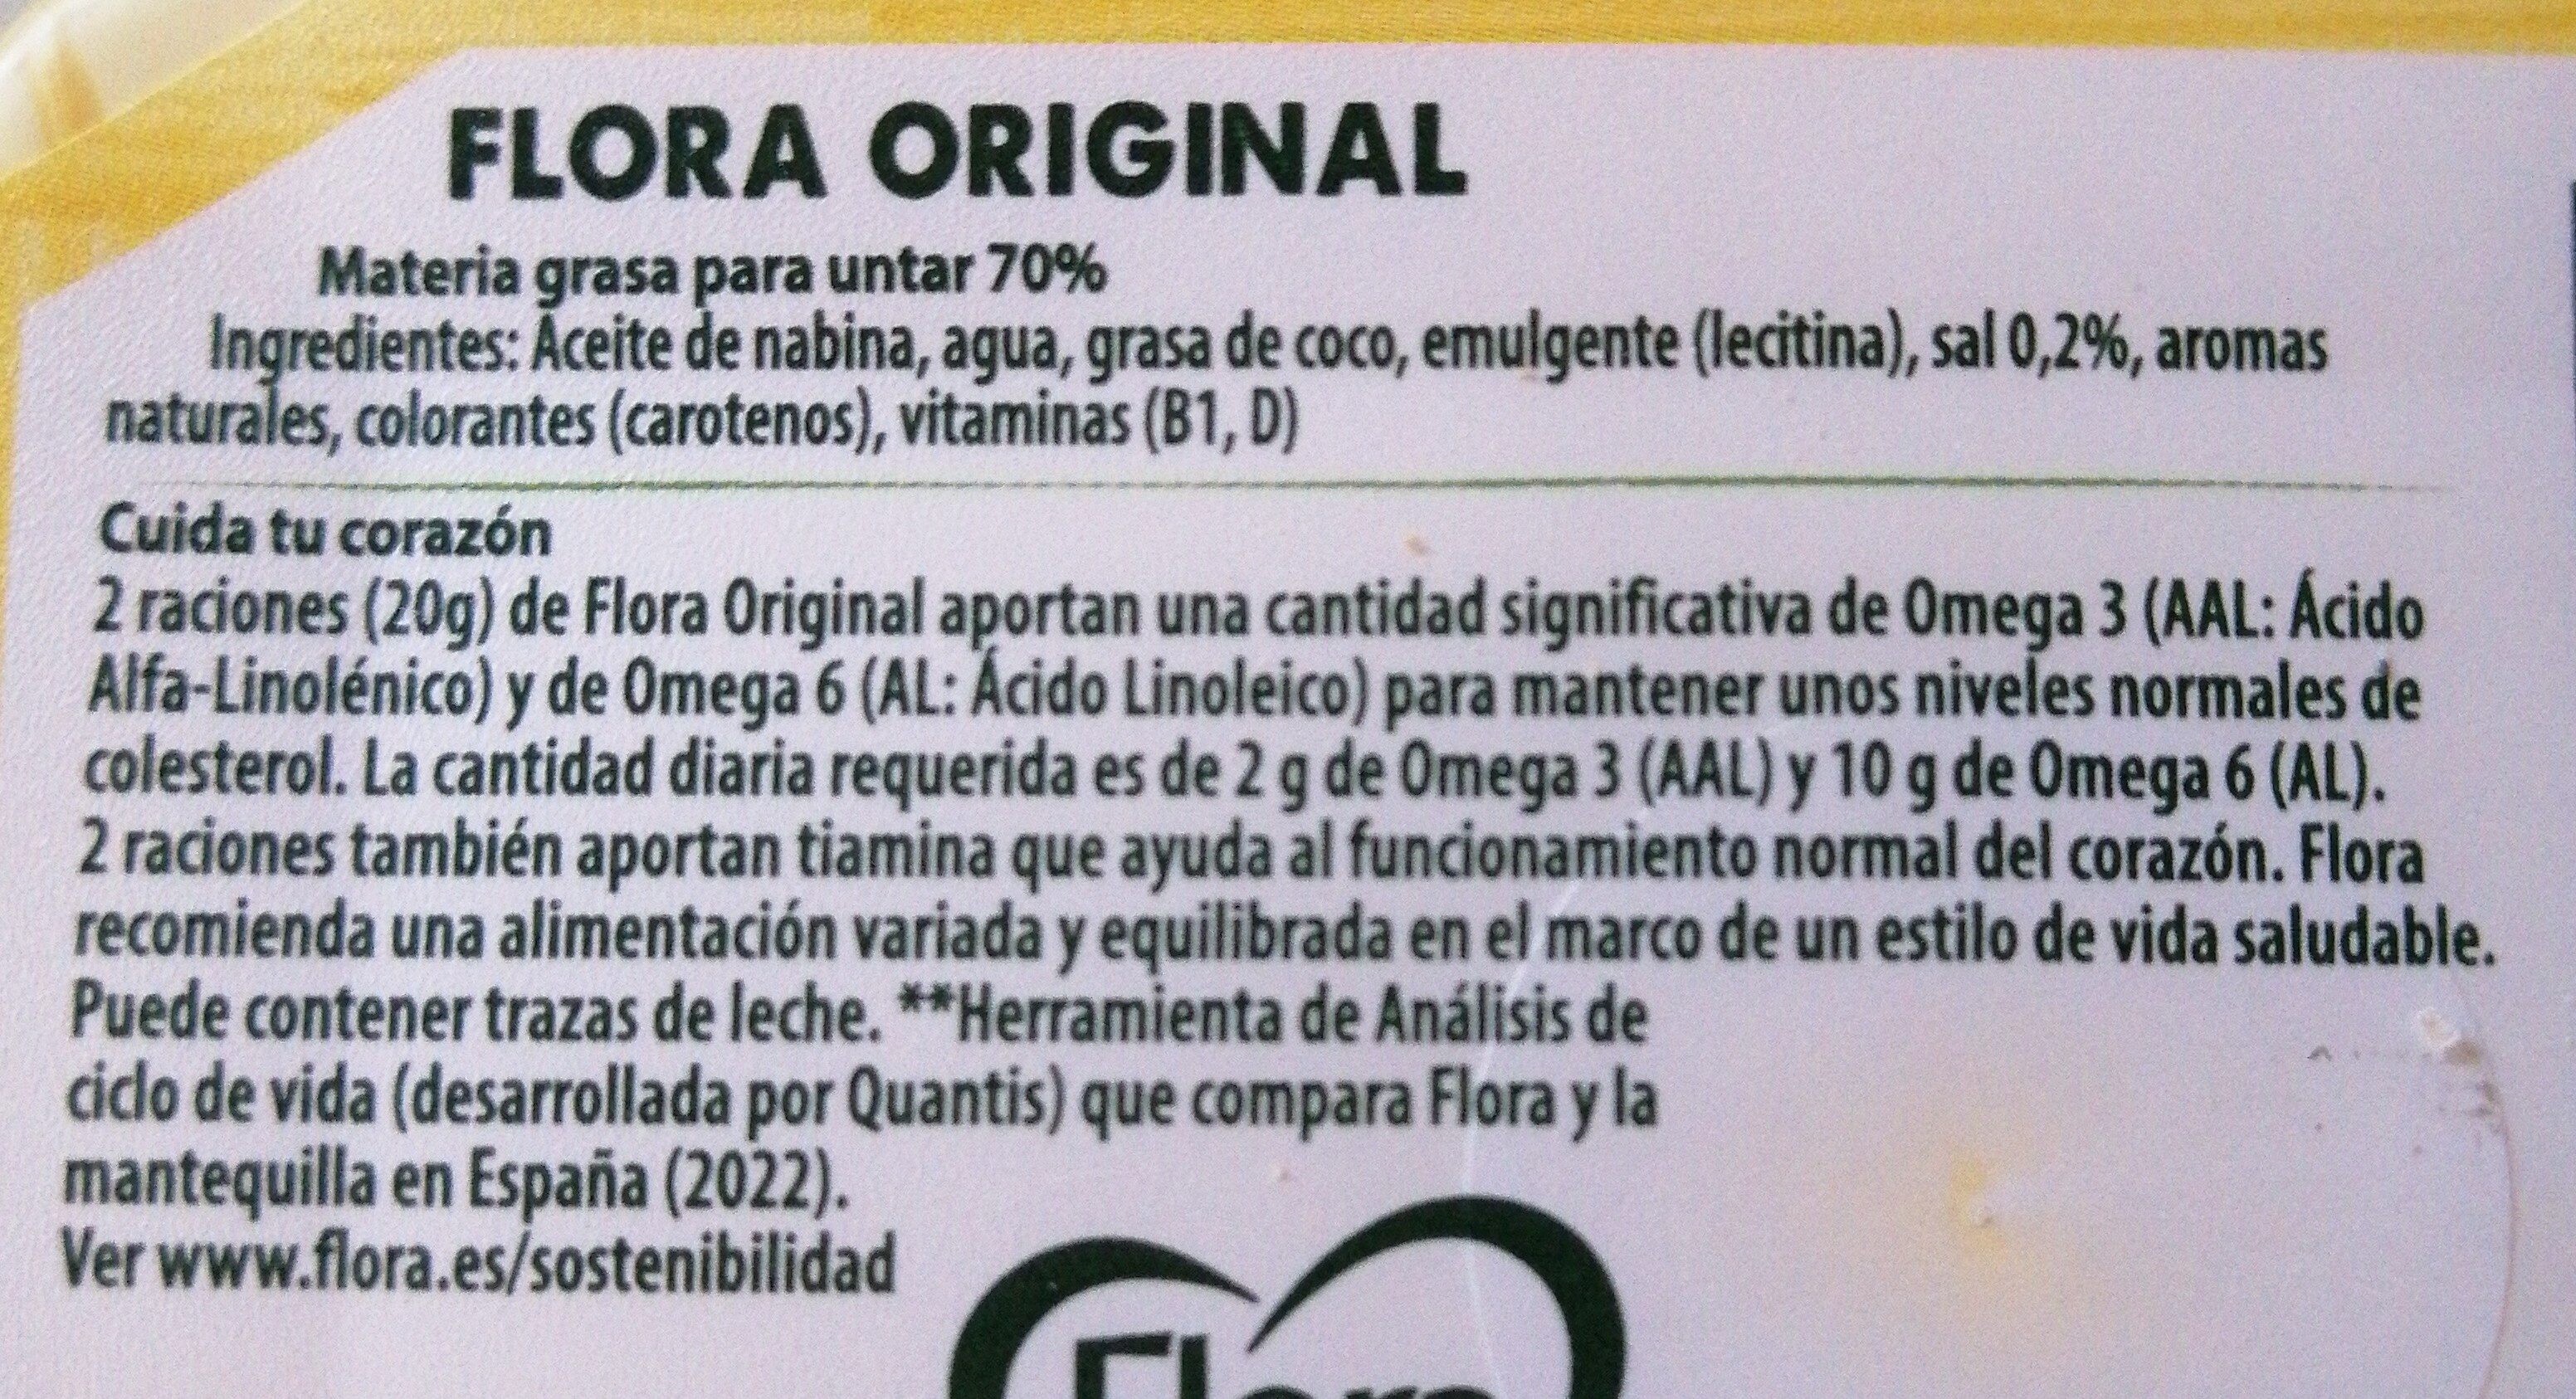 FLORA ORIGINAL
Materia grasa para untar 70%
Ingredientes: Aceite de nabina, agua, grasa de coco, emulgente (lecitina), sal 0,2%, aromas
naturales, colorantes (carotenos), vitaminas (B1, D)
Cuida tu corazón
2 raciones (20g) de Flora Original aportan una cantidad significativa de Omega 3 (AAL: Ácido
Alfa-Linolénico) y de Omega 6 (AL: Ácido Linoleico) para mantener unos niveles normales de
colesterol. La cantidad diaria requerida es de 2 g de Omega 3 (AAL) y 10 g de Omega 6 (AL).
2 raciones también aportan tiamina que ayuda al funcionamiento normal del corazón. Flora
recomienda una alimentación variada y equilibrada en el marco de un estilo de vida saludable.
Puede contener trazas de leche. **Herramienta de Análisis de
ciclo de vida (desarrollada por Quantis) que compara Flora y la
mantequilla en España (2022).
Ver www.flora.es/sostenibilidad
Flora